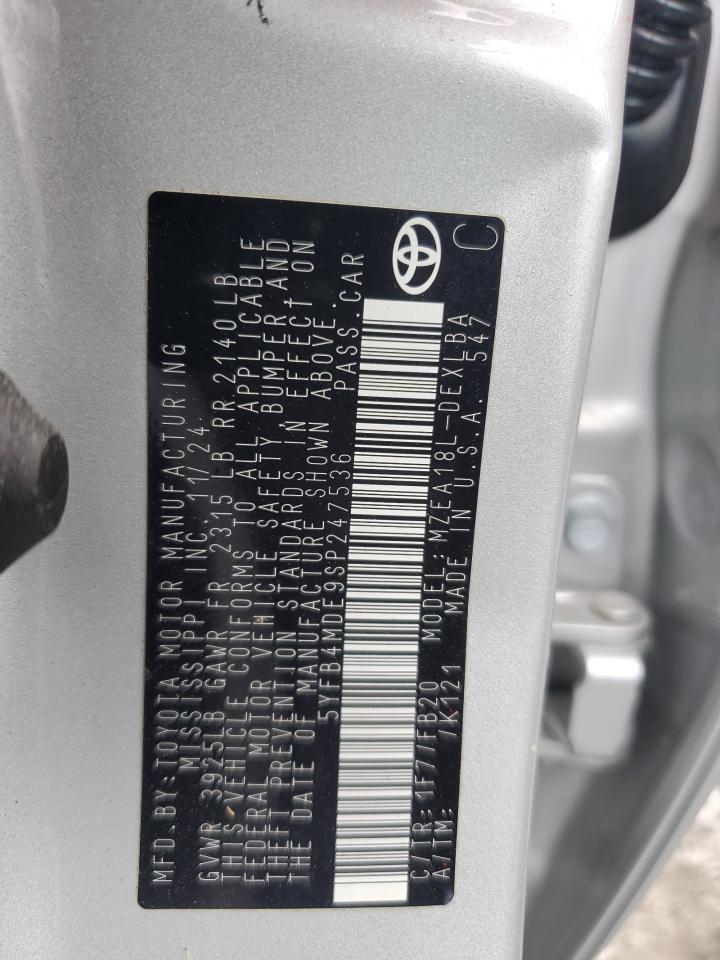 MFD. BY: TOYOTA MOTOR MANUFACTURING
MISSISSIPPI INC. 11/24
GVWR 3925LB GAWR FR 2315 LB RR 2140 LB
THIS VEHICLE CONFORMS TO ALL APPLICABLE
FEDERAL MOTOR VEHICLE SAFETY BUMPER AND
THEFT PREVENTION STANDARDS IN EFFECT ON
THE DATE OF MANUFACTURE SHOWN ABOVE.
5YFB4MDE9SP247536 PASS.CAR
C/TR: 1F7/FB20 MODEL: MZEA18L-DEXLBA
A/TM: /K121 MADE IN U.S.A. 547
C